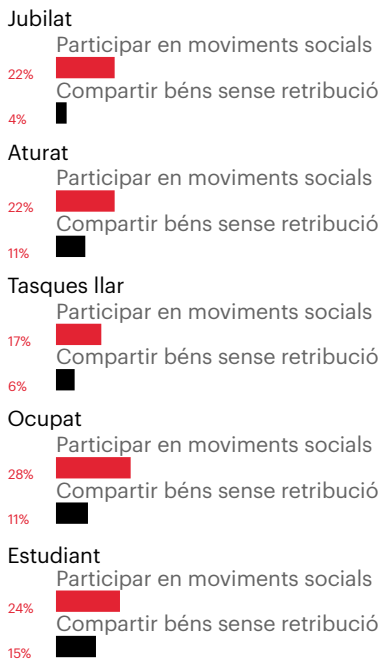 Jubilat
Participar en moviments socials
22%
Compartir béns sense retribució
4%
Aturat
Participar en moviments socials
22%
Compartir béns sense retribució
11%
Tasques llar
Participar en moviments socials
17%
Compartir béns sense retribució
6%
Ocupat
Participar en moviments socials
28%
Compartir béns sense retribució
11%
Estudiant
Participar en moviments socials
24%
Compartir béns sense retribució
15%